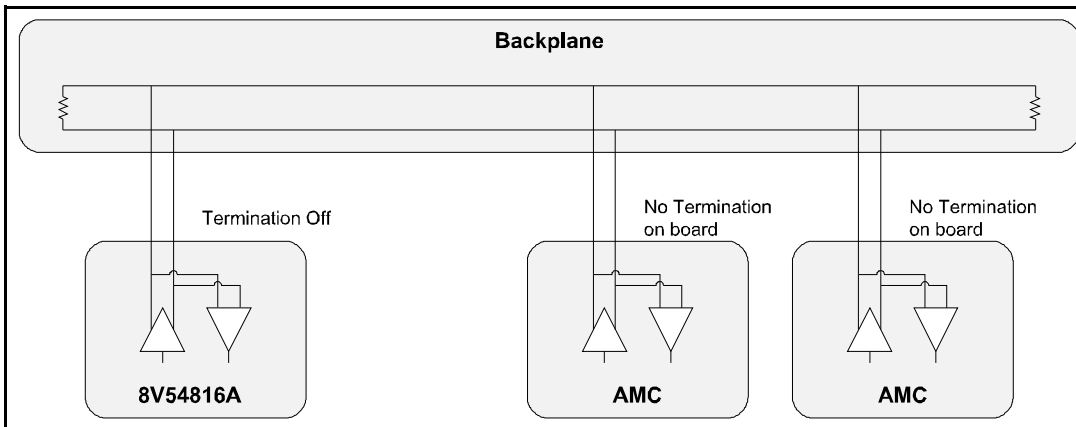 Backplane
Termination Off
No Termination
on board
No Termination
on board
8V54816A
AMC
AMC